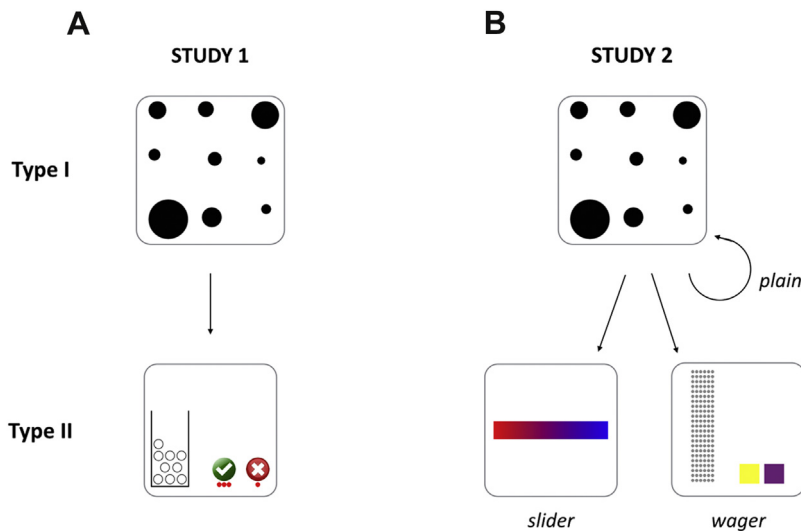 A
B
STUDY 1
STUDY 2
Type I
plain
Type II
slider
wager